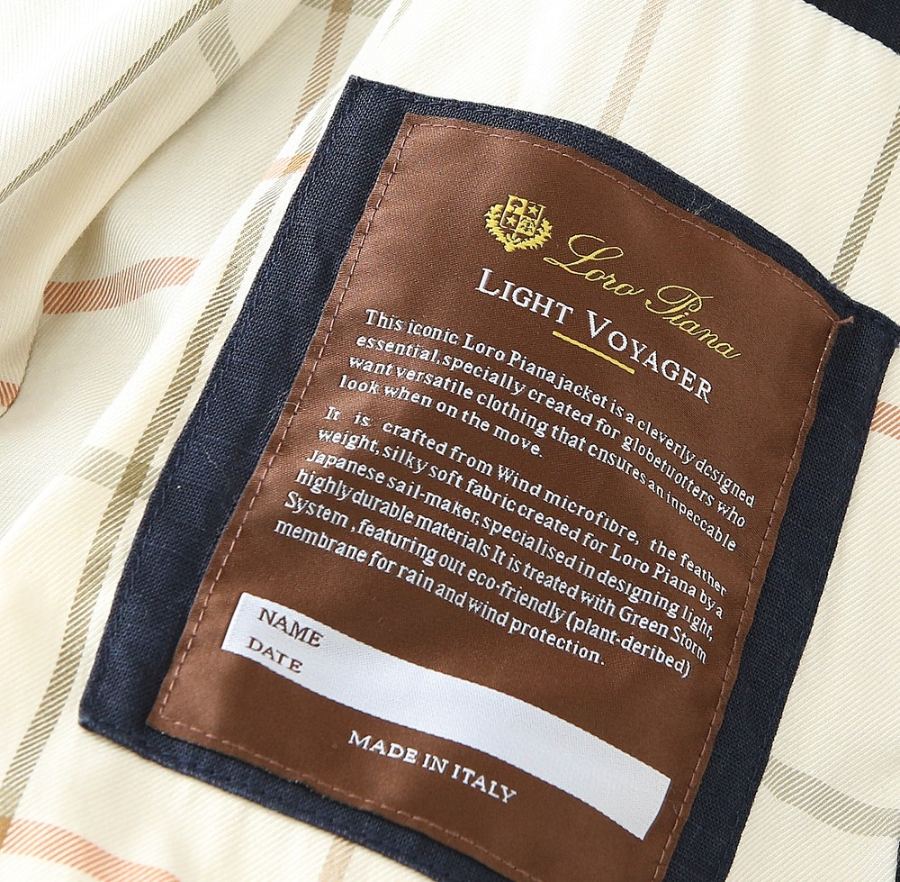 Loro Piana
LIGHT VOYAGER
This iconic Loro Piana jacket is a cleverly designed
essential, specially created for globetuotters who
want versatile clothing that ensures an impeccable
look when on the move.
It is crafted from Wind microfibre, the feather
weight, silky soft fabric created for Loro Piana by a
Japanese sail-maker, specialised in designing light,
highly durable materials It is treated with Green Storm
System , featuring out eco-friendly (plant-deribed)
membrane for rain and wind protection.
NAME
DATE
MADE IN ITALY